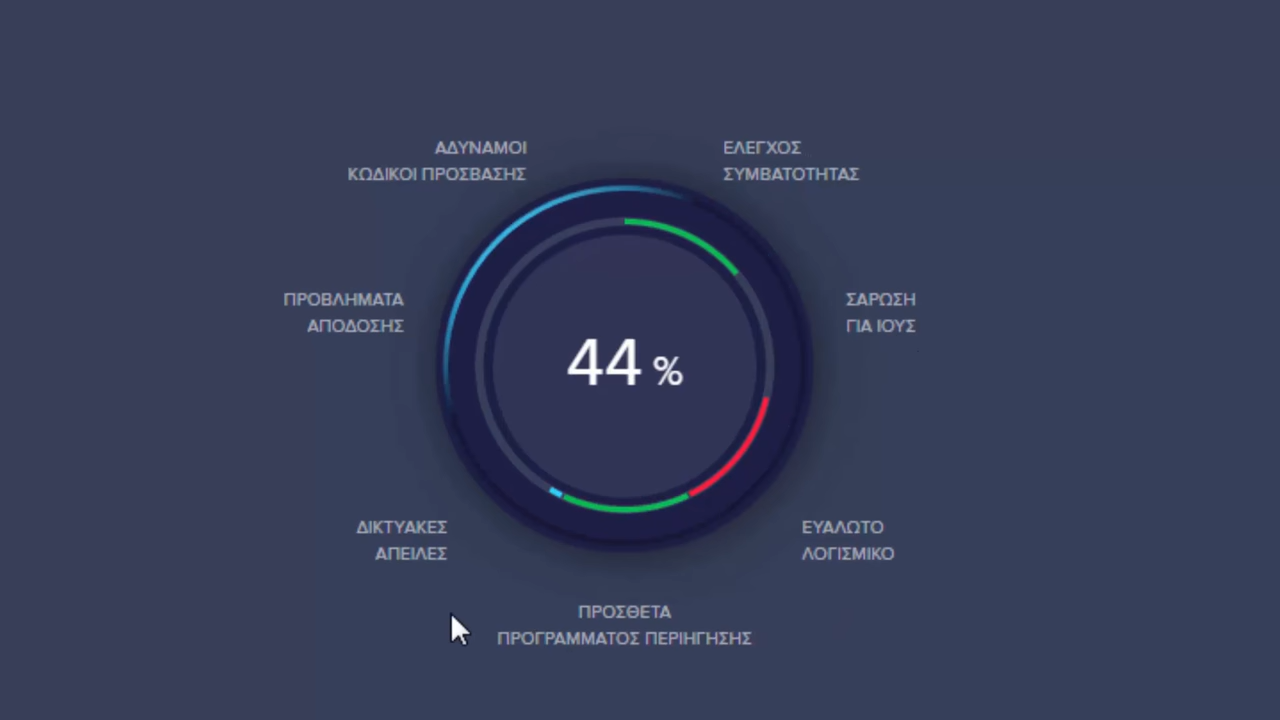 ΑΔΥΝΑΜΟΙ
ΚΩΔΙΚΟΙ ΠΡΟΣΒΑΣΗΣ
ΕΛΕΓΧΟΣ
ΣΥΜΒΑΤΟΤΗΤΑΣ
ΠΡΟΒΛΗΜΑΤΑ
ΑΠΟΔΟΣΗΣ
ΣΑΡΩΣΗ
ΓΙΑ ΙΟΥΣ
44 %
ΔΙΚΤΥΑΚΕΣ
ΑΠΕΙΛΕΣ
ΕΥΑΛΩΤΟ
ΛΟΓΙΣΜΙΚΟ
ΠΡΟΣΘΕΤΑ
ΠΡΟΓΡΑΜΜΑΤΟΣ ΠΕΡΙΗΓΗΣΗΣ